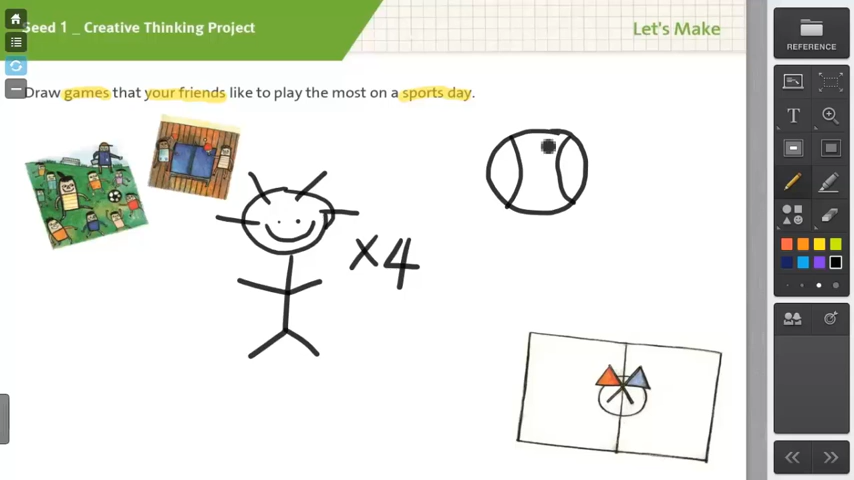 Seed 1 _ Creative Thinking Project
Let's Make
REFERENCE
Draw games that your friends like to play the most on a sports day.
x4
T